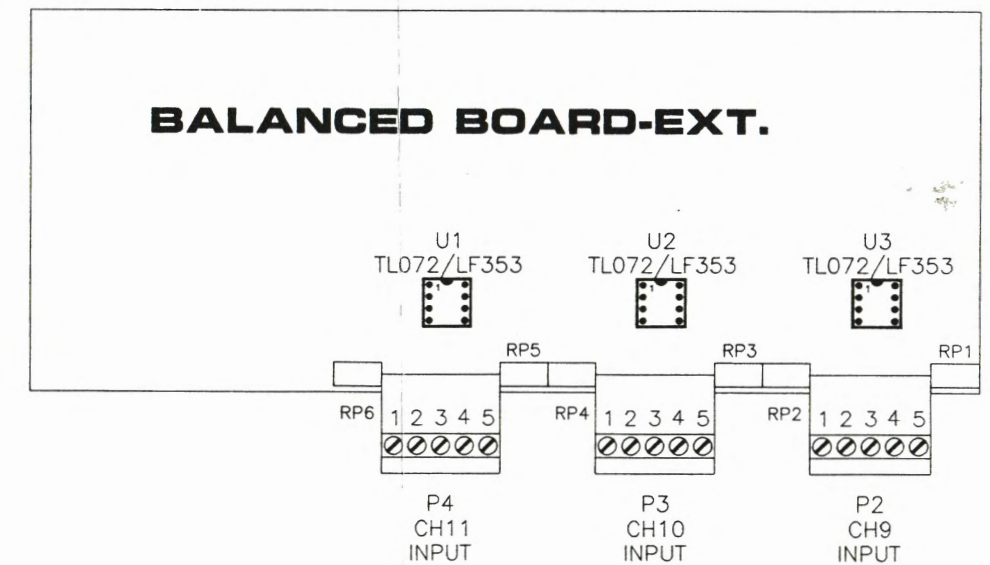 BALANCED BOARD-EXT.
U1
TL072/LF353
1
U2
TL072/LF353
1
U3
TL072/LF353
1
RP5
RP3
RP1
RP6
1 2 3 4 5
RP4
1 2 3 4 5
RP2
1 2 3 4 5
P4
CH11
INPUT
P3
CH10
INPUT
P2
CH9
INPUT